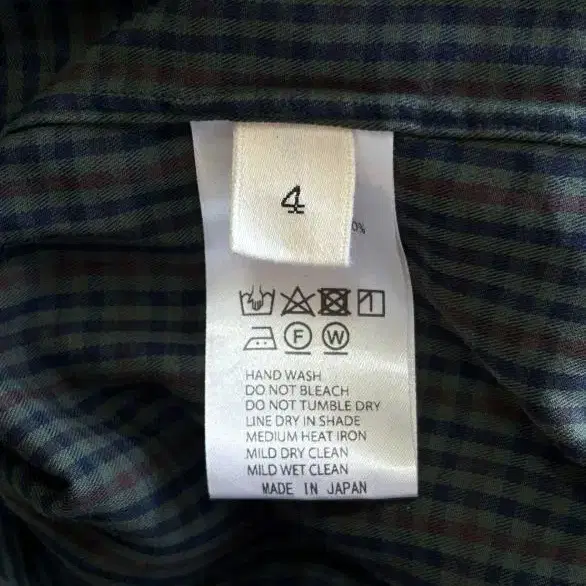 4
0%
F W
HAND WASH
DO NOT BLEACH
DO NOT TUMBLE DRY
LINE DRY IN SHADE
MEDIUM HEAT IRON
MILD DRY CLEAN
MILD WET CLEAN
MADE IN JAPAN